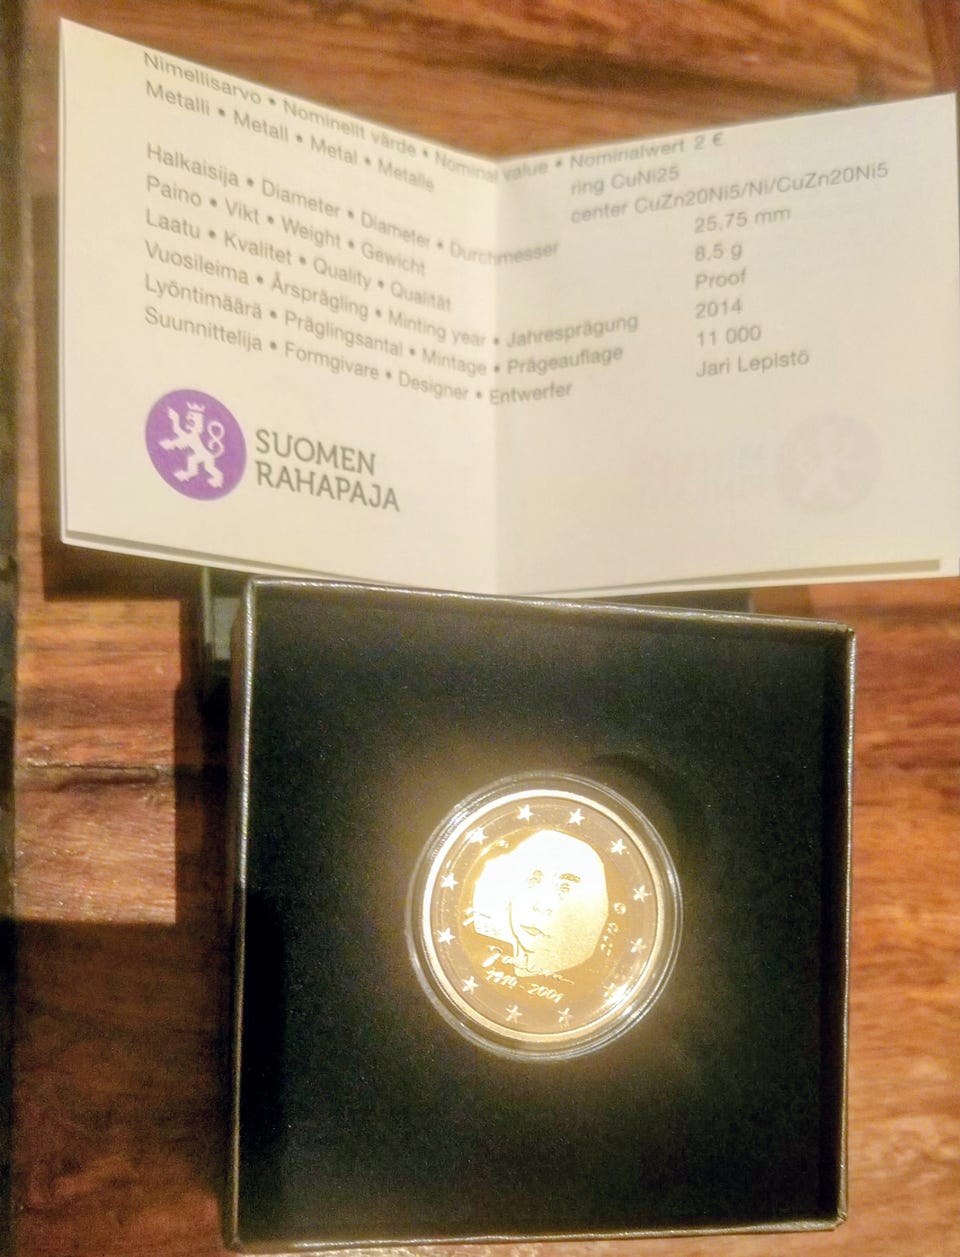 Nimellisarvo • Nominellt värde • Nominal value • Nominalwert 2 €
Metalli • Metall • Metal • Metalle ring CuNi25
center CuZn20Ni5/Ni/CuZn20Ni5
Halkaisija • Diameter • Diameter • Durchmesser 25,75 mm
Paino • Vikt • Weight • Gewicht 8,5 g
Laatu • Kvalitet • Quality • Qualität Proof
Vuosileima • Årsprägling • Minting year • Jahresprägung 2014
Lyöntimäärä • Präglingsantal • Mintage • Prägeauflage 11 000
Suunnittelija • Formgivare • Designer • Entwerfer Jari Lepistö
SUOMEN
RAHAPAJA
1914-2001